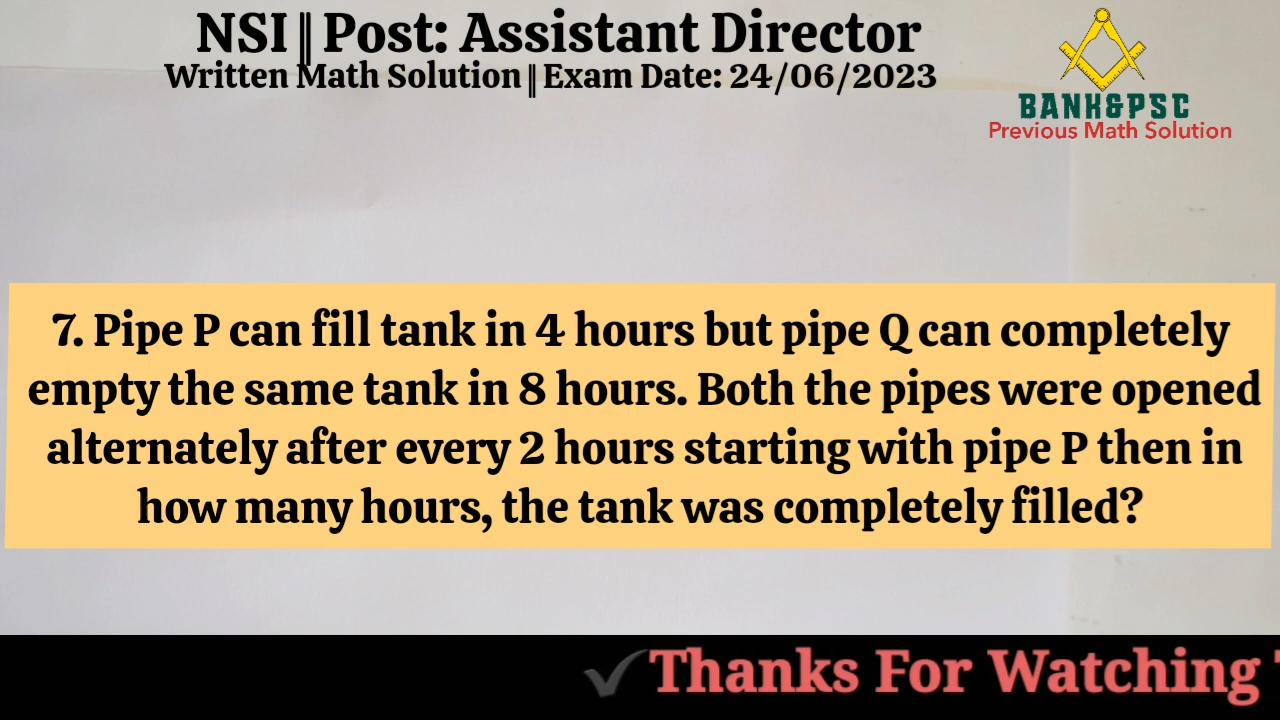 NSI || Post: Assistant Director
Written Math Solution || Exam Date: 24/06/2023
BANK&PSC
Previous Math Solution
7. Pipe P can fill tank in 4 hours but pipe Q can completely
empty the same tank in 8 hours. Both the pipes were opened
alternately after every 2 hours starting with pipe P then in
how many hours, the tank was completely filled?
✓Thanks For Watching